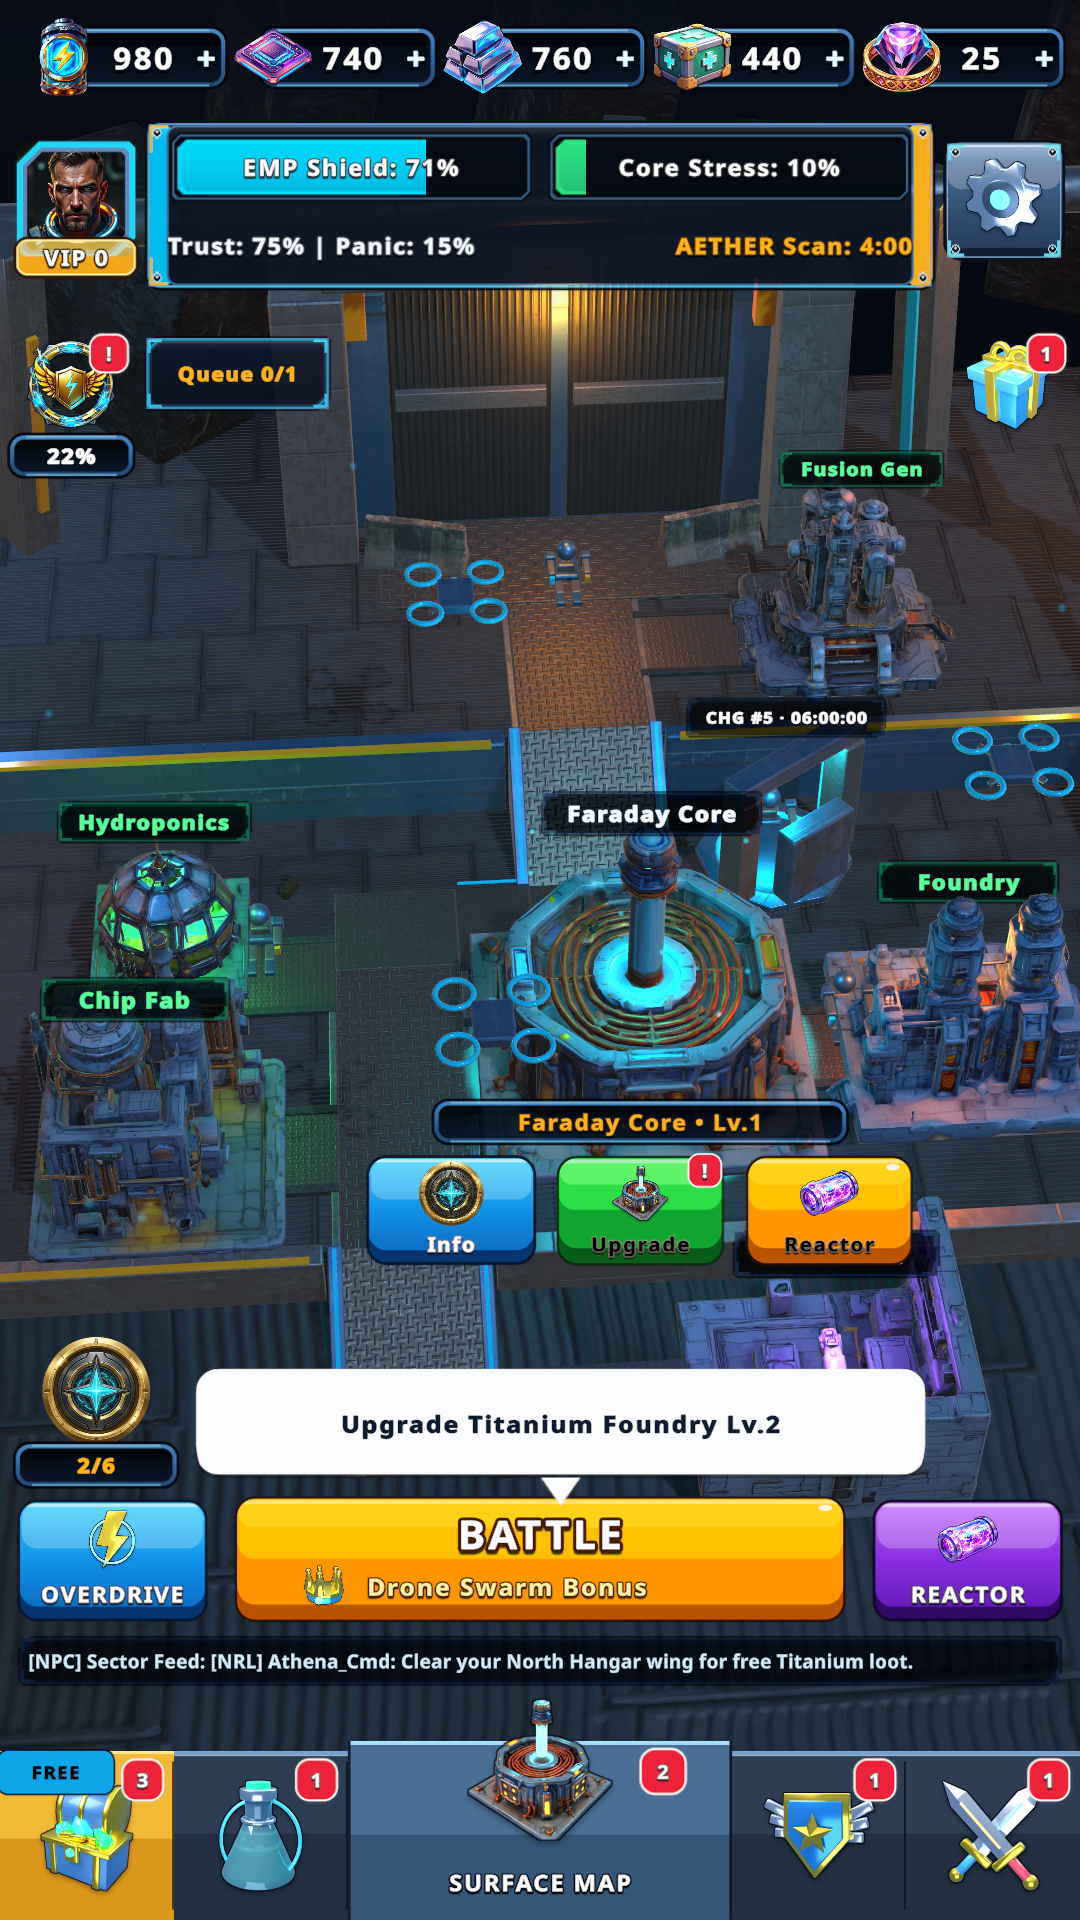 980 + 740 + 760 + 440 + 25 +
EMP Shield: 71%
Core Stress: 10%
VIP 0
Trust: 75% | Panic: 15%
AETHER Scan: 4:00
!
1
Queue 0/1
22%
Fusion Gen
CHG #5 · 06:00:00
Faraday Core
Hydroponics
Foundry
Chip Fab
Faraday Core • Lv.1
!
Info
Upgrade
Reactor
Upgrade Titanium Foundry Lv.2
2/6
BATTLE
Drone Swarm Bonus
OVERDRIVE
REACTOR
[NPC] Sector Feed: [NRL] Athena_Cmd: Clear your North Hangar wing for free Titanium loot.
FREE
3
1
2
1
1
SURFACE MAP